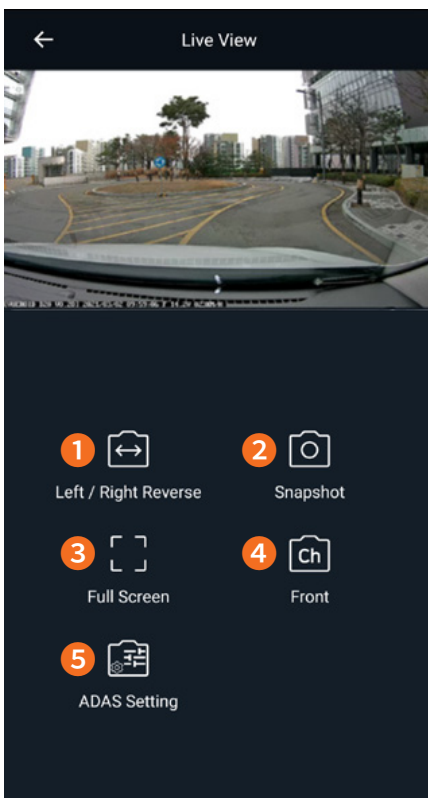 Live View
1
2
Left / Right Reverse
Snapshot
3
4
Ch
Full Screen
Front
5
ADAS Setting